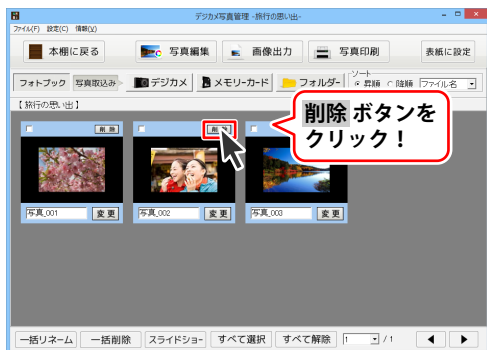 デジカメ写真管理 -旅行の思い出-
ファイル(F) 設定(C) 情報(V)
本棚に戻る 写真編集 画像出力 写真印刷 表紙に設定
フォトブック 写真取込み デジカメ メモリーカード フォルダー ソート 昇順 降順 ファイル名
【 旅行の思い出 】
削除 ボタンを
クリック！
削除 削除
写真_001 変更 写真_002 変更 写真_003 変更
一括リネーム 一括削除 スライドショー すべて選択 すべて解除 1 / 1